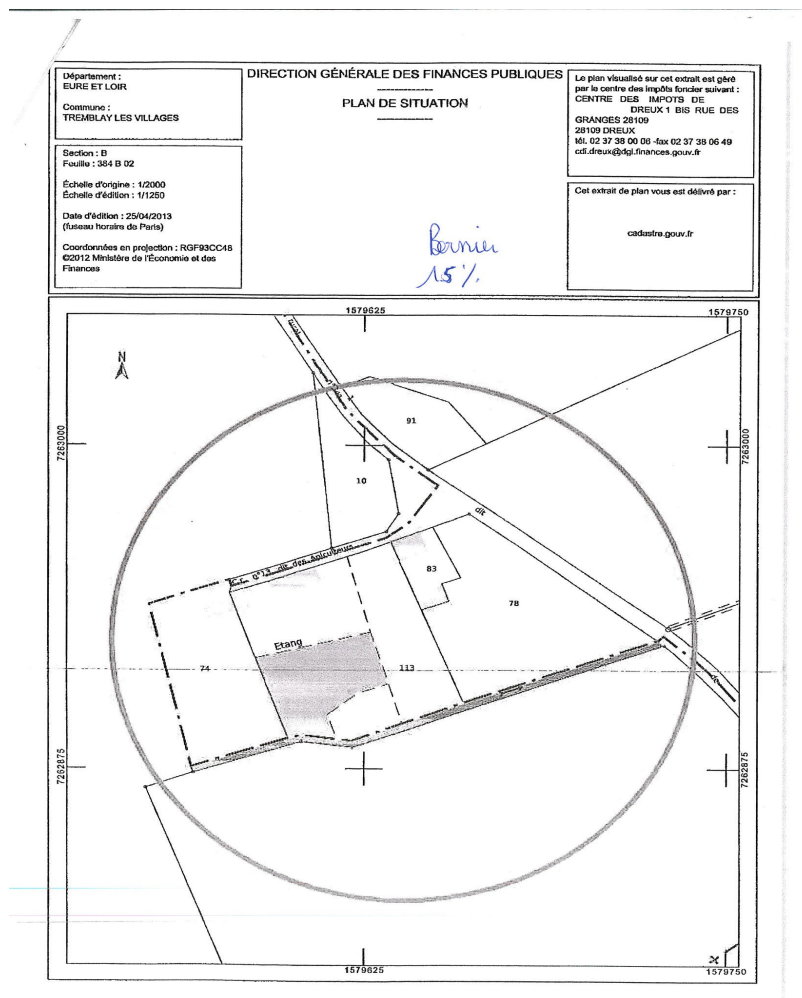 Département :
EURE ET LOIR
Commune :
TREMBLAY LES VILLAGES
Section : B
Feuille : 384 B 02
Échelle d'origine : 1/2000
Échelle d'édition : 1/1250
Date d'édition : 25/04/2013
(fuseau horaire de Paris)
Coordonnées en projection : RGF93CC48
©2012 Ministère de l'Économie et des
Finances
DIRECTION GÉNÉRALE DES FINANCES PUBLIQUES
-------------
PLAN DE SITUATION
-------------
Bernier
15%
Le plan visualisé sur cet extrait est géré
par le centre des impôts foncier suivant :
CENTRE DES IMPOTS DE
DREUX 1 BIS RUE DES
GRANGES 28109
28109 DREUX
tél. 02 37 38 00 06 -fax 02 37 38 06 49
cdi.dreux@dgi.finances.gouv.fr
Cet extrait de plan vous est délivré par :
cadastre.gouv.fr
1579625
1579750
N
rural
7263000
7263000
91
10
dit
C.r. n°13 dit des Apiculteurs
83
78
Etang
74
113
de
7262875
7262875
1579625
1579750